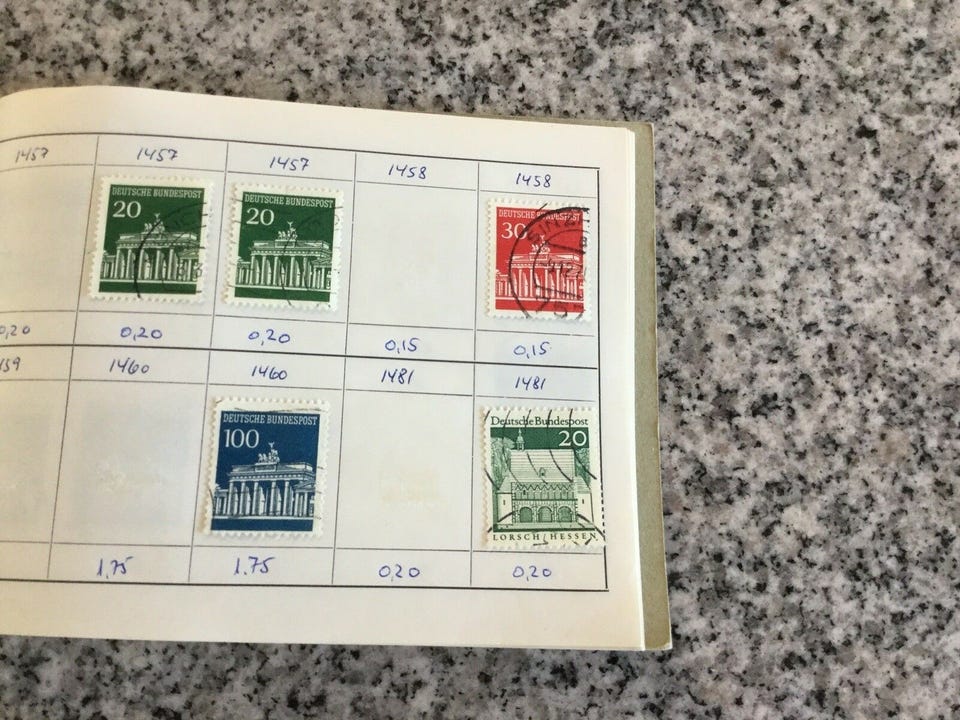 1457 1457 1457 1458 1458
DEUTSCHE BUNDESPOST
20
DEUTSCHE BUNDESPOST
20
DEUTSCHE BUNDESPOST
30
0,20 0,20 0,20 0,15 0,15
1460 1460 1481 1481
DEUTSCHE BUNDESPOST
100
Deutsche Bundespost
20
LORSCH/HESSEN
1,75 1,75 0,20 0,20